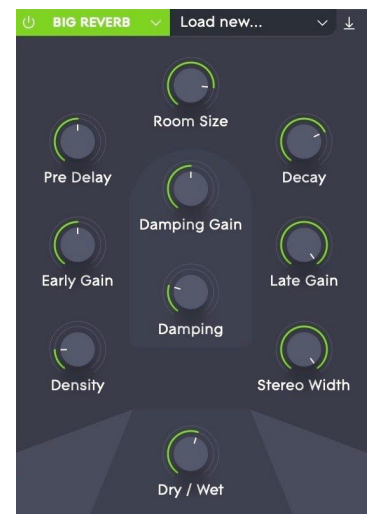 BIG REVERB Load new...
Room Size
Pre Delay Decay
Damping Gain
Early Gain Late Gain
Damping
Density Stereo Width
Dry / Wet